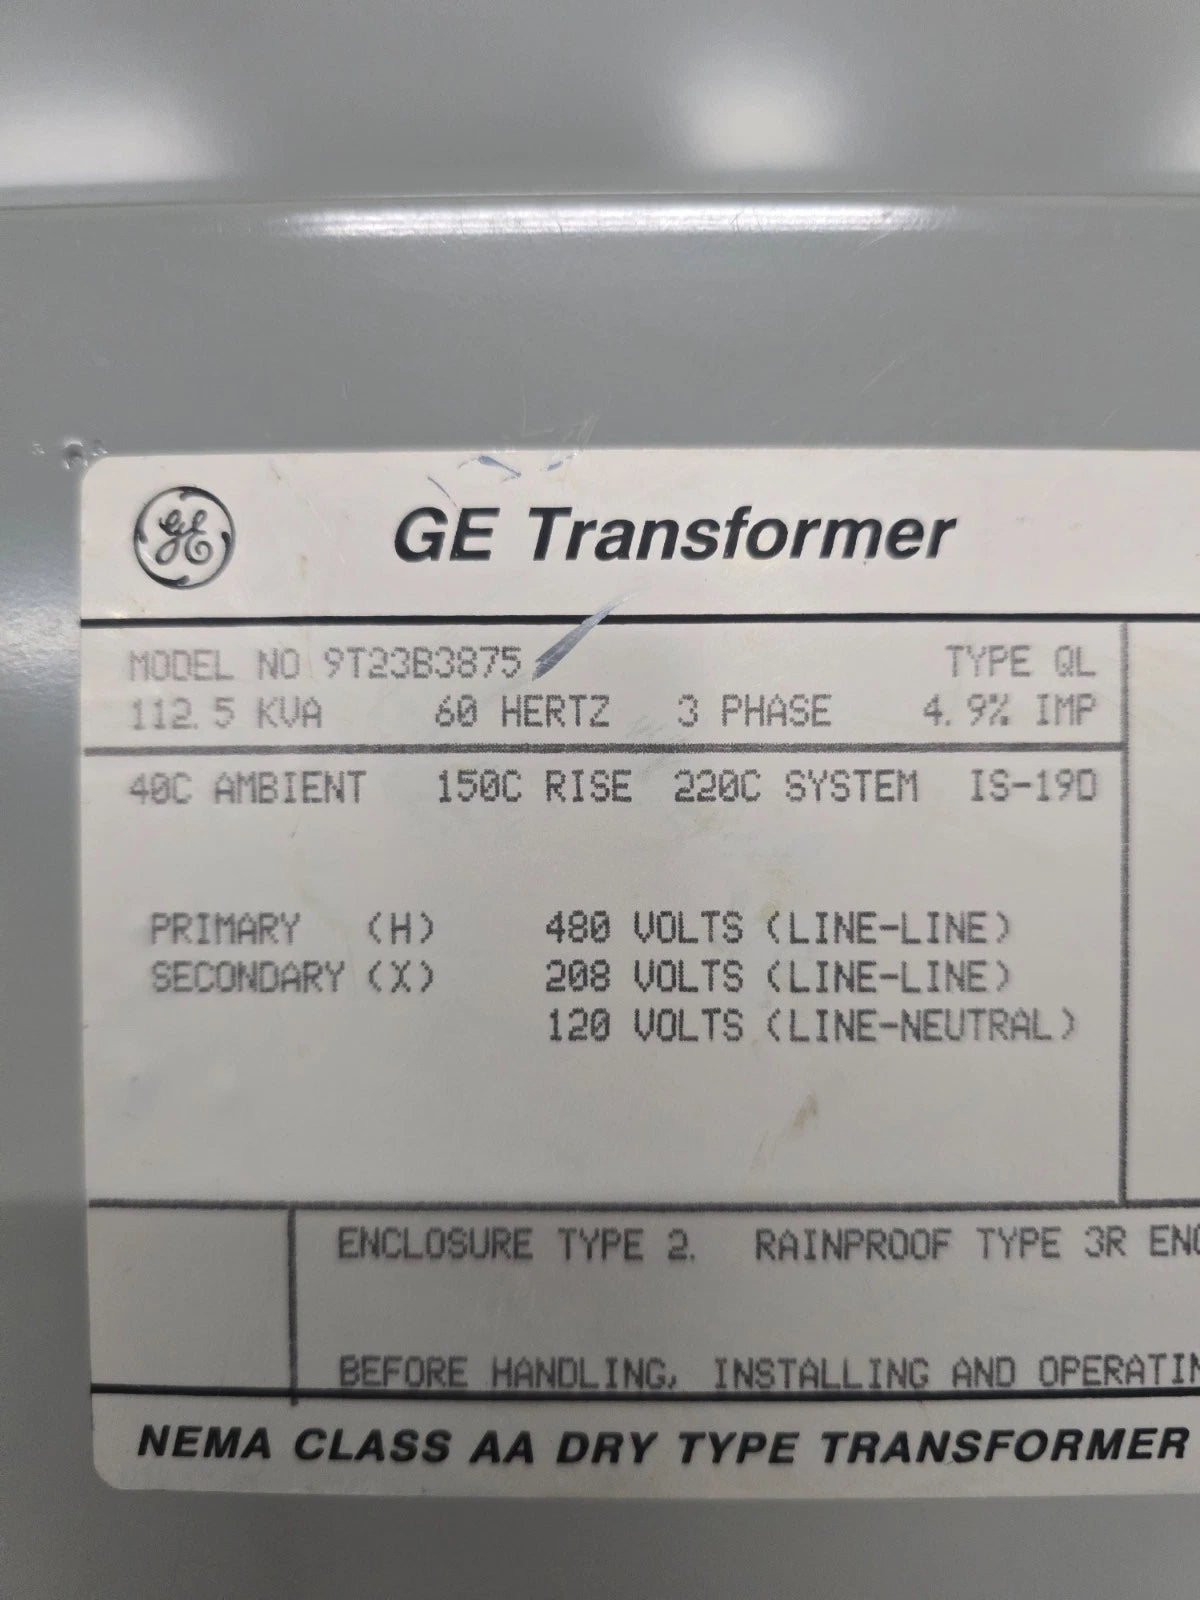 GE GE Transformer
MODEL NO 9T23B3875 TYPE QL
112.5 KVA 60 HERTZ 3 PHASE 4.9% IMP
40C AMBIENT 150C RISE 220C SYSTEM IS-19D
PRIMARY (H) 480 VOLTS (LINE-LINE)
SECONDARY (X) 208 VOLTS (LINE-LINE)
120 VOLTS (LINE-NEUTRAL)
ENCLOSURE TYPE 2. RAINPROOF TYPE 3R
BEFORE HANDLING, INSTALLING AND
NEMA CLASS AA DRY TYPE TRANSFORMER